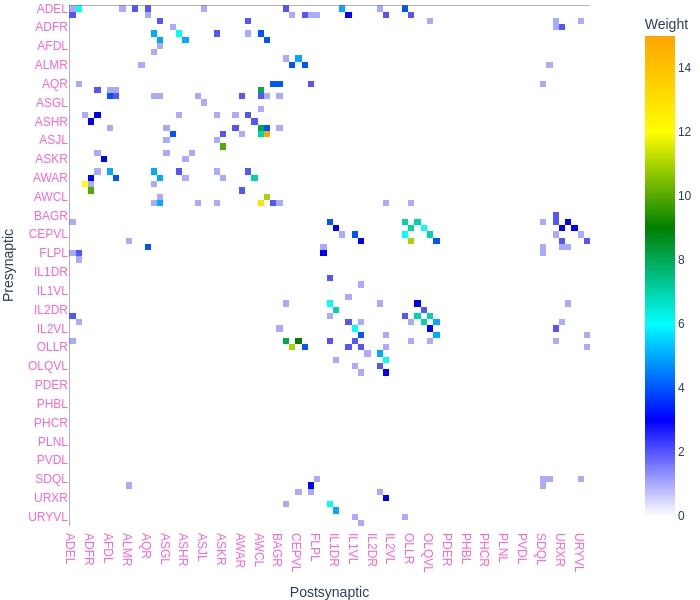 Weight
ADEL
ADFR
AFDL
ALMR
AQR
ASGL
ASHR
ASJL
ASKR
AWAR
AWCL
BAGR
CEPVL
FLPL
IL1DR
IL1VL
IL2DR
IL2VL
OLLR
OLQVL
PDER
PHBL
PHCR
PLNL
PVDL
SDQL
URXR
URYVL
Presynaptic
14
12
10
8
6
4
2
0
ADEL
ADFR
AFDL
ALMR
AQR
ASGL
ASHR
ASJL
ASKR
AWAR
AWCL
BAGR
CEPVL
FLPL
IL1DR
IL1VL
IL2DR
IL2VL
OLLR
OLQVL
PDER
PHBL
PHCR
PLNL
PVDL
SDQL
URXR
URYVL
Postsynaptic